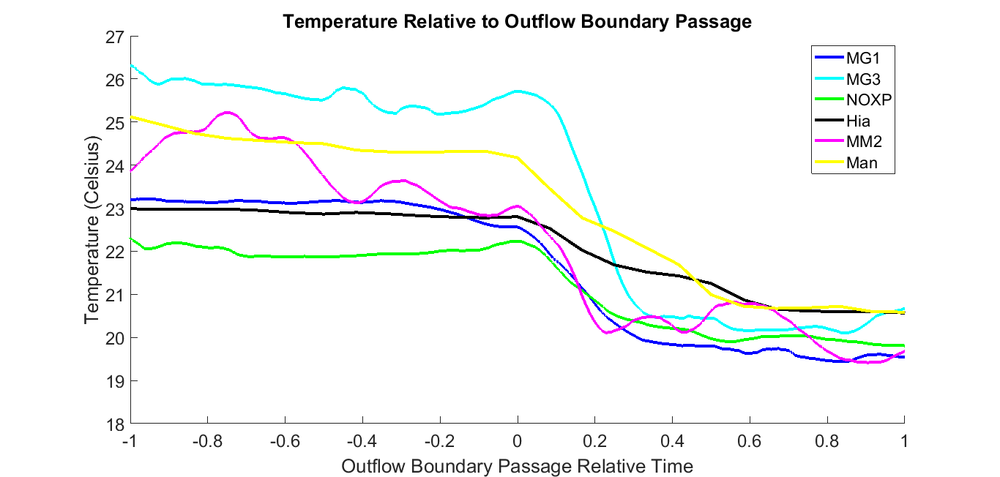 Temperature Relative to Outflow Boundary Passage
27
26
25
24
23
22
21
20
19
18
Temperature (Celsius)
MG1
MG3
NOXP
Hia
MM2
Man
-1 -0.8 -0.6 -0.4 -0.2 0 0.2 0.4 0.6 0.8 1
Outflow Boundary Passage Relative Time